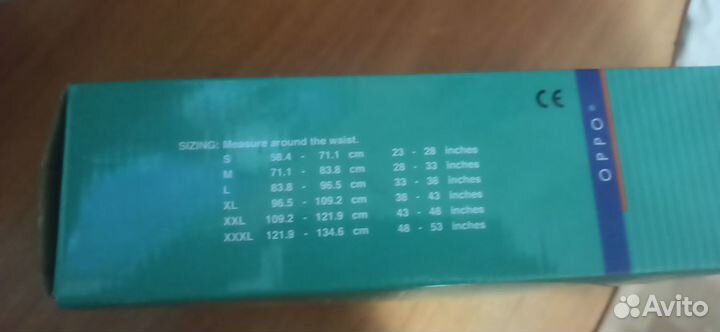 CE
OPPO®
SIZING: Measure around the waist.
S 58.4 - 71.1 cm 23 - 28 inches
M 71.1 - 83.8 cm 28 - 33 inches
L 83.8 - 96.5 cm 33 - 38 inches
XL 96.5 - 109.2 cm 38 - 43 inches
XXL 109.2 - 121.9 cm 43 - 48 inches
XXXL 121.9 - 134.6 cm 48 - 53 inches
Avito